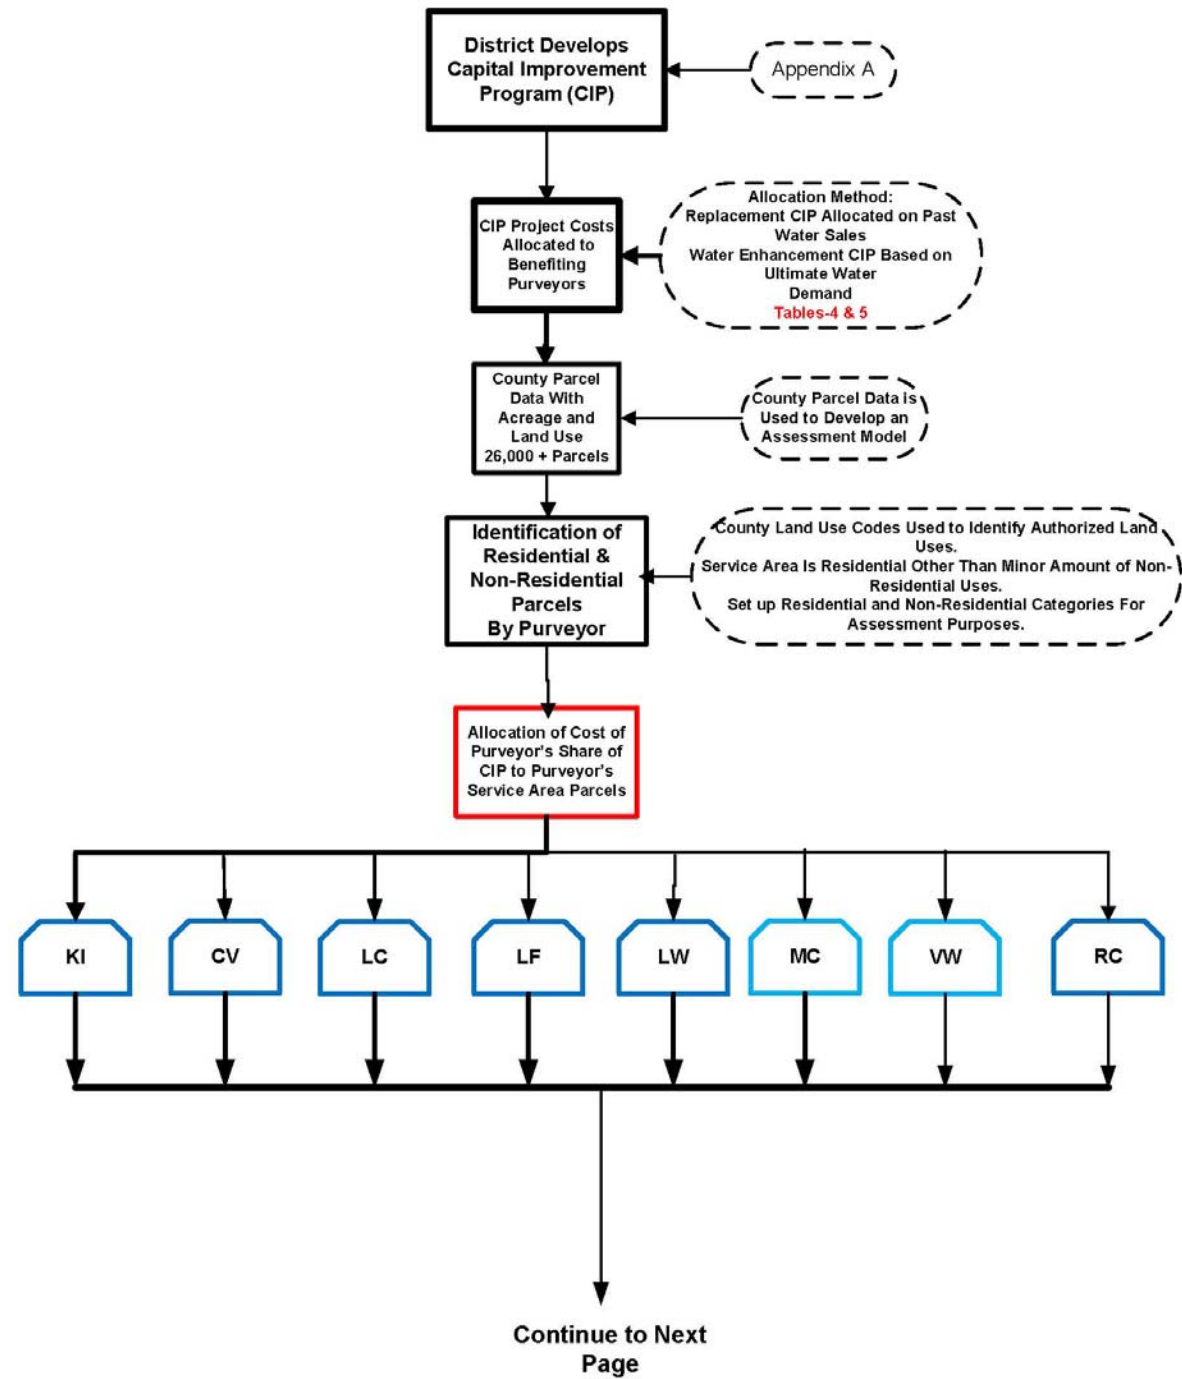 District Develops
Capital Improvement
Program (CIP)
Appendix A
CIP Project Costs
Allocated to
Benefiting
Purveyors
Allocation Method:
Replacement CIP Allocated on Past
Water Sales
Water Enhancement CIP Based on
Ultimate Water
Demand
Tables-4 & 5
County Parcel
Data With
Acreage and
Land Use
26,000 + Parcels
County Parcel Data is
Used to Develop an
Assessment Model
Identification of
Residential &
Non-Residential
Parcels
By Purveyor
County Land Use Codes Used to Identify Authorized Land
Uses.
Service Area Is Residential Other Than Minor Amount of Non-
Residential Uses.
Set up Residential and Non-Residential Categories For
Assessment Purposes.
Allocation of Cost of
Purveyor's Share of
CIP to Purveyor's
Service Area Parcels
KI
CV
LC
LF
LW
MC
VW
RC
Continue to Next
Page